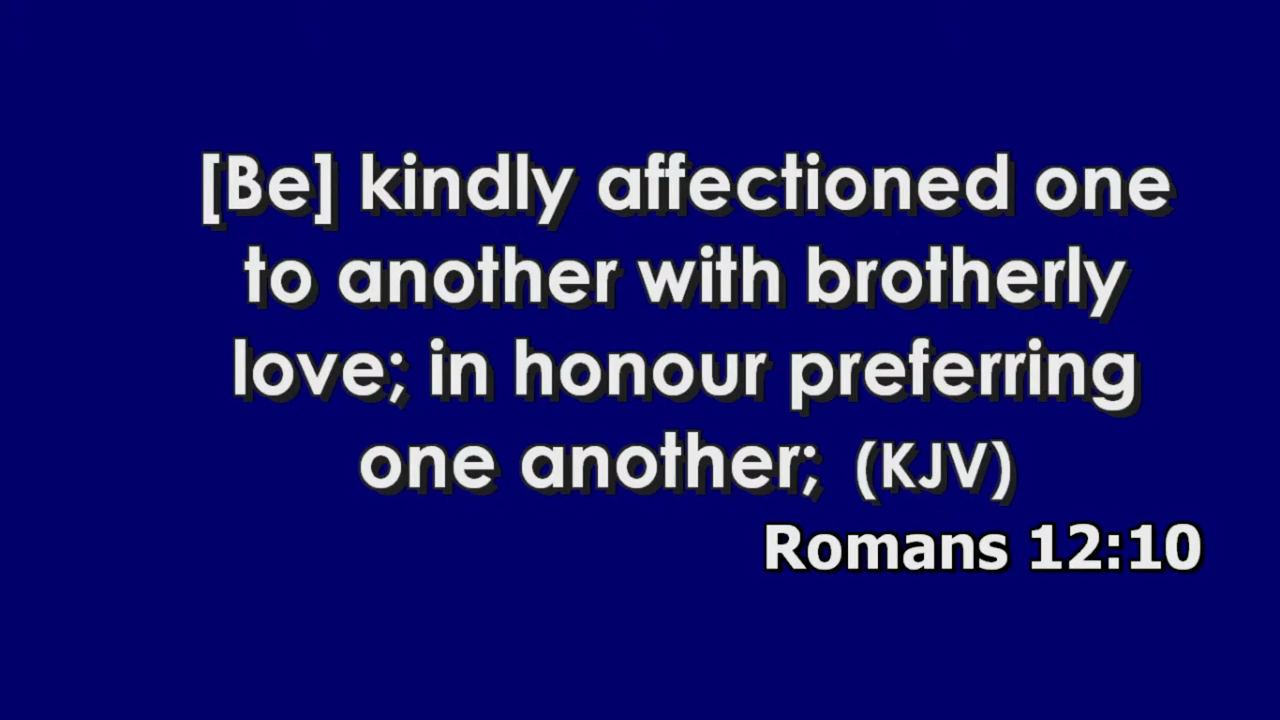 [Be] kindly affectioned one
to another with brotherly
love; in honour preferring
one another; (KJV)
Romans 12:10